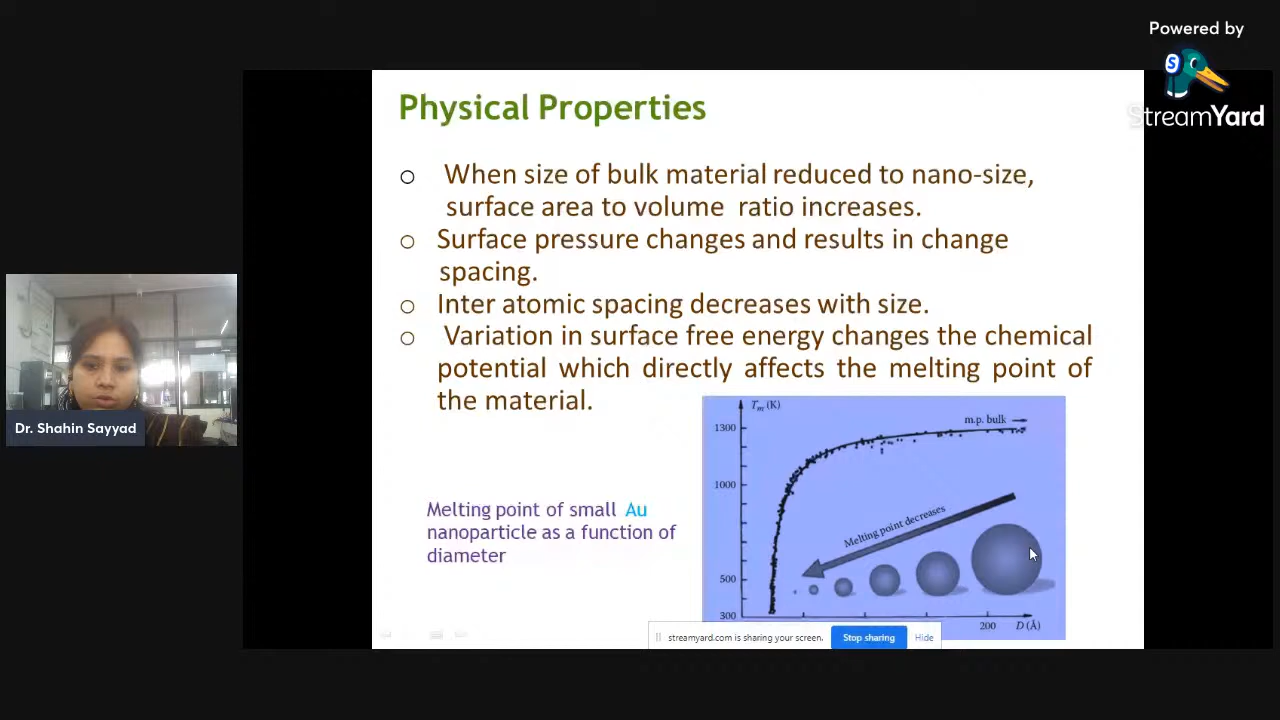 Powered by
StreamYard
Physical Properties
o When size of bulk material reduced to nano-size,
surface area to volume ratio increases.
o Surface pressure changes and results in change
spacing.
o Inter atomic spacing decreases with size.
o Variation in surface free energy changes the chemical
potential which directly affects the melting point of
the material.
Dr. Shahin Sayyad
Melting point of small Au
nanoparticle as a function of
diameter
Tm (K)
m.p. bulk
1300
1000
Melting point decreases
500
300
200 D (Å)
streamyard.com is sharing your screen. Stop sharing Hide